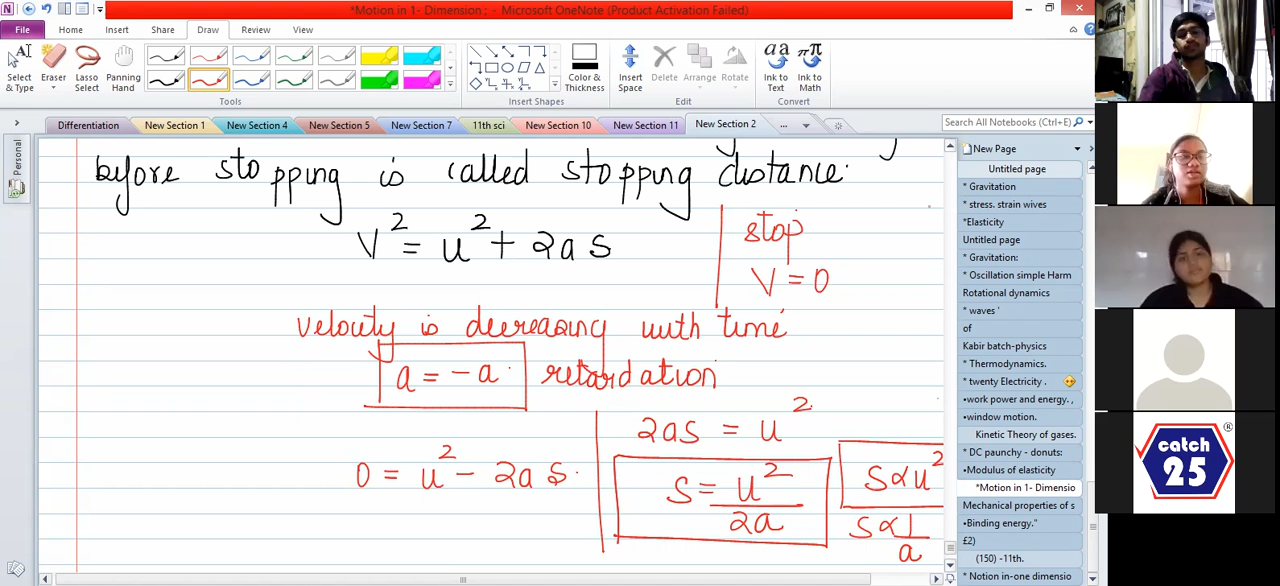 *Motion in 1- Dimension ; - Microsoft OneNote (Product Activation Failed)
File Home Insert Share Draw Review View
Select & Type Eraser Lasso Select Panning Hand Color & Thickness Insert Space Delete Arrange Rotate Ink to Text Ink to Math
Tools Insert Shapes Edit Convert
Differentiation New Section 1 New Section 4 New Section 5 New Section 7 11th sci New Section 10 New Section 11 New Section 2 ... Search All Notebooks (Ctrl+E)
Personal
before stopping is called stopping distance.
V² = u² + 2as
stop
V = 0
velocity is decreasing with time
a = -a. retardation
2as = u²
0 = u² - 2as.
s = u²/2a
s∝u²
s∝1/a
New Page
Untitled page
* Gravitation
* stress. strain wives
*Elasticity
Untitled page
* Gravitation:
* Oscillation simple Harm
Rotational dynamics
* waves '
of
Kabir batch-physics
* Thermodynamics.
* twenty Electricity .
•work power and energy. ,
•window motion.
Kinetic Theory of gases.
* DC paunchy - donuts:
•Modulus of elasticity
*Motion in 1- Dimensio
Mechanical properties of s
•Binding energy."
£2)
(150) -11th.
* Notion in-one dimensio
catch
25
®